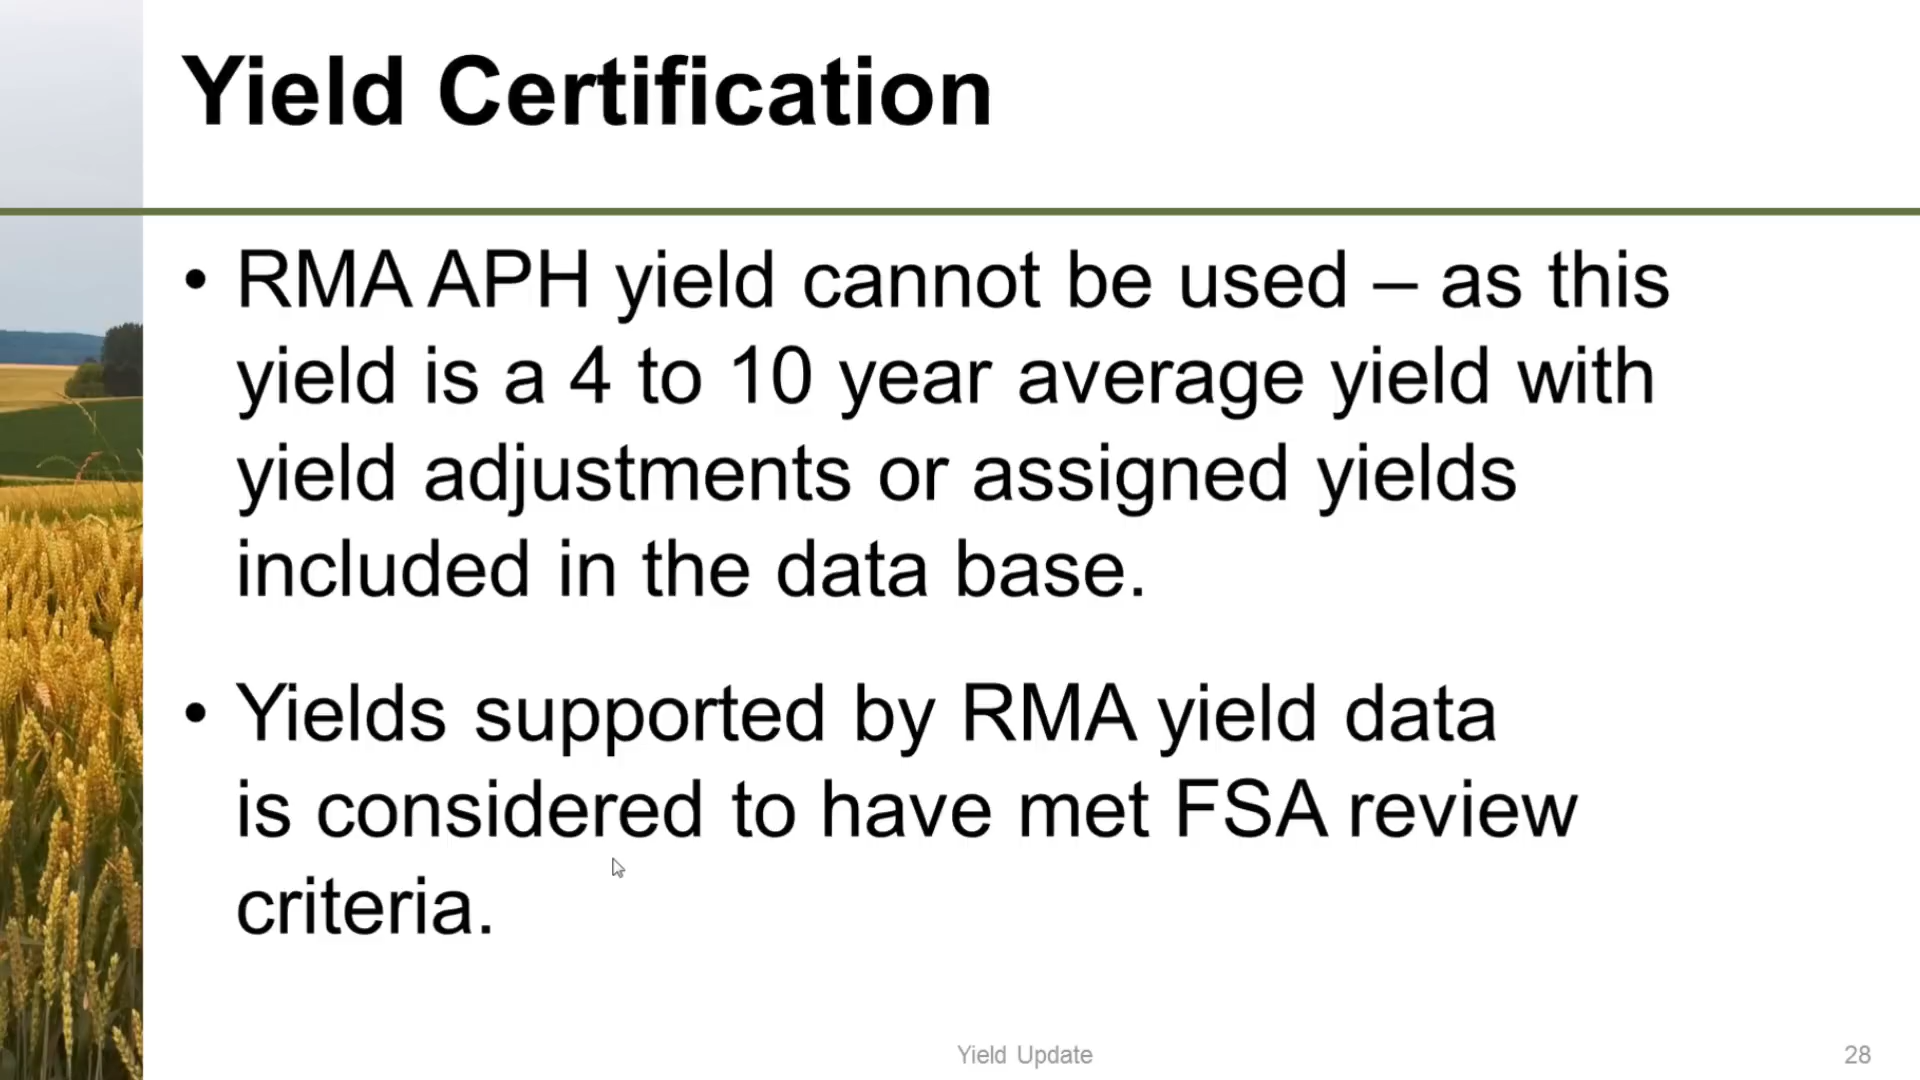 Yield Certification
• RMA APH yield cannot be used – as this
yield is a 4 to 10 year average yield with
yield adjustments or assigned yields
included in the data base.
• Yields supported by RMA yield data
is considered to have met FSA review
criteria.
Yield Update
28